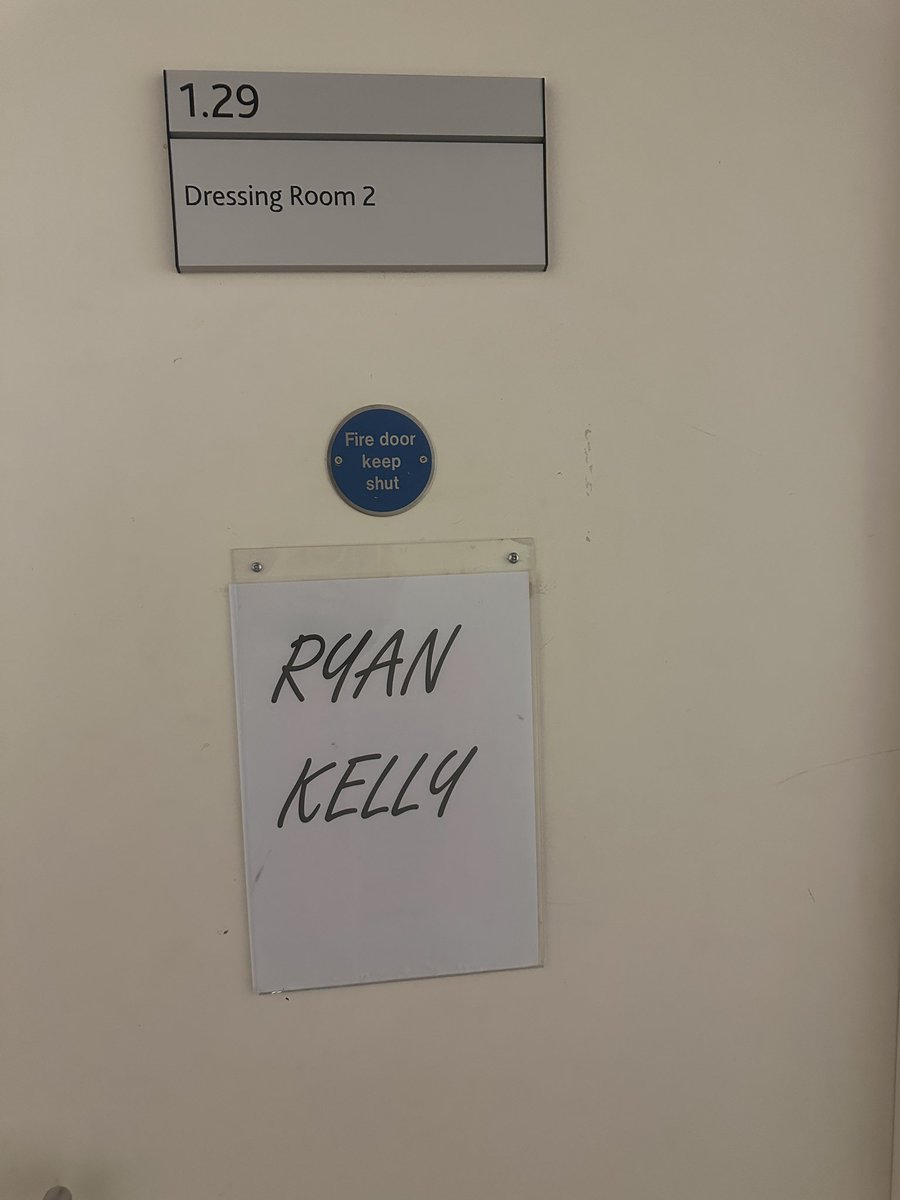 1.29
Dressing Room 2
Fire door
keep
shut
RYAN
KELLY